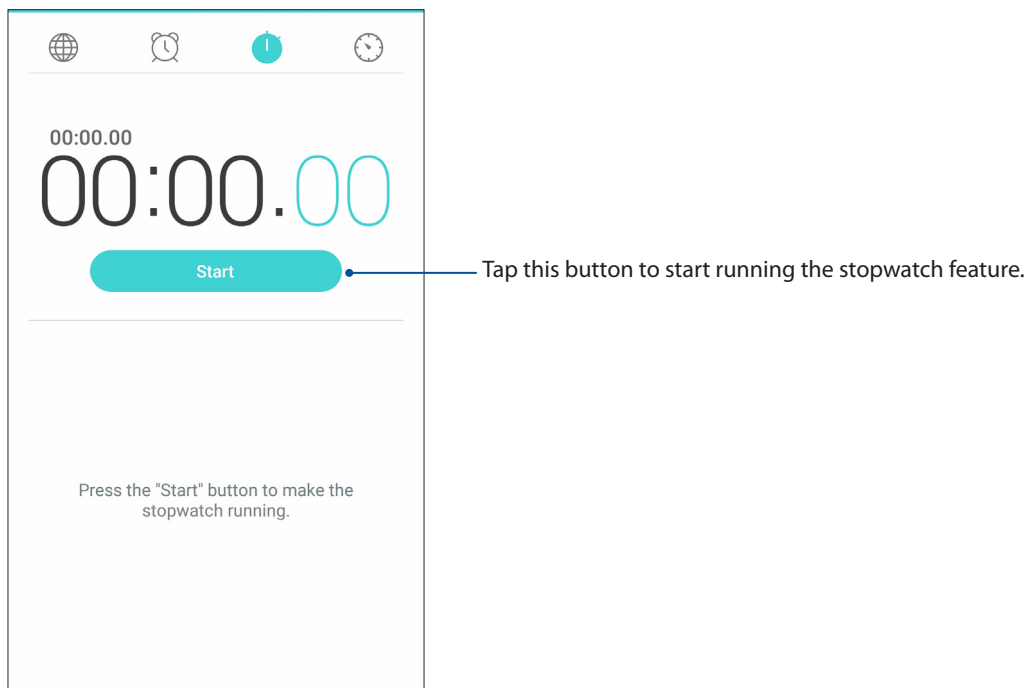 00:00.00
00:00.00
Start
Tap this button to start running the stopwatch feature.
Press the "Start" button to make the
stopwatch running.